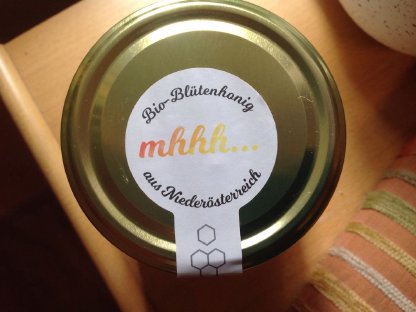 Bio-Blütenhonig
mhhh...
aus Niederösterreich